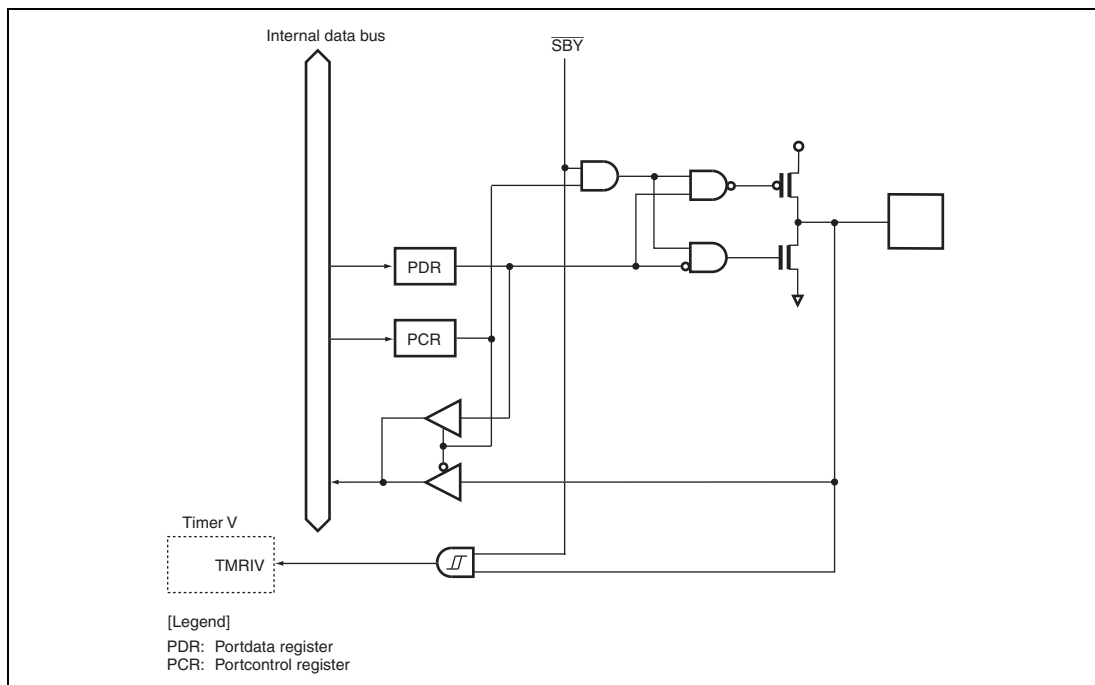 Internal data bus
SBY
PDR
PCR
Timer V
TMRIV
[Legend]
PDR: Portdata register
PCR: Portcontrol register